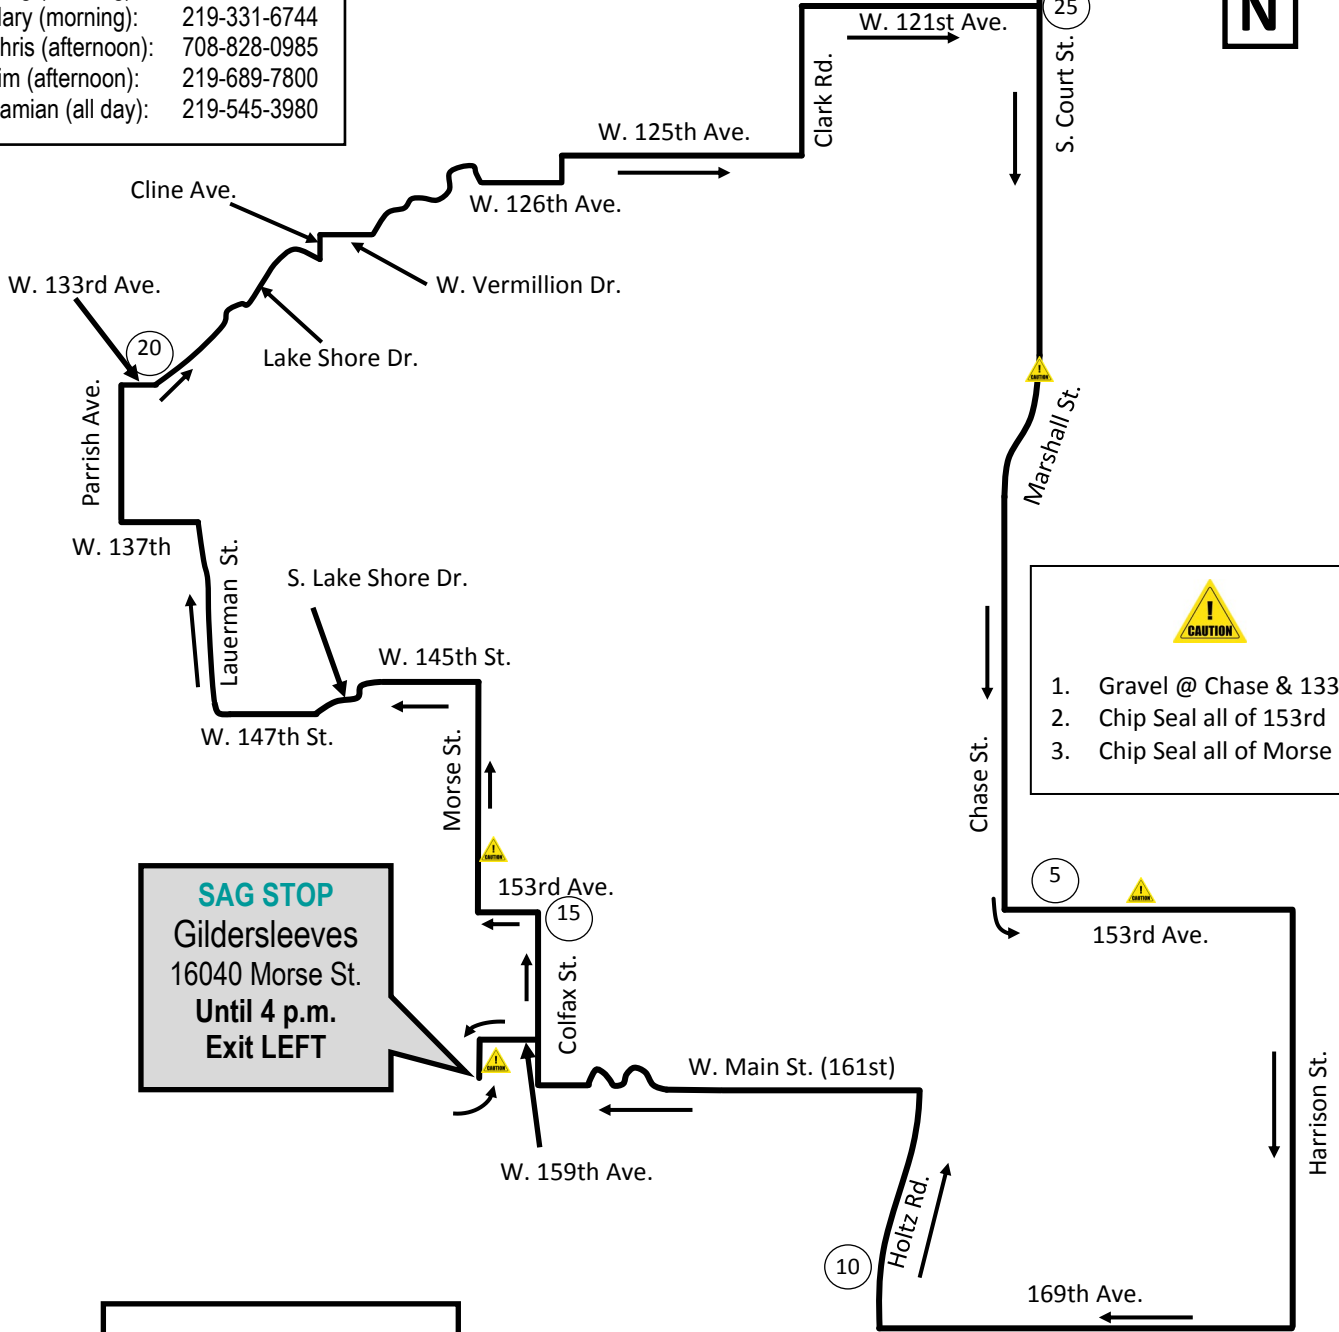 lary (morning): 219-331-6744
hris (afternoon): 708-828-0985
im (afternoon): 219-689-7800
amian (all day): 219-545-3980
W. 121st Ave.
25
N
Clark Rd.
S. Court St.
W. 125th Ave.
Cline Ave.
W. 126th Ave.
W. 133rd Ave.
W. Vermillion Dr.
20
Lake Shore Dr.
CAUTION
Parrish Ave.
Marshall St.
W. 137th
Lauerman St.
S. Lake Shore Dr.
W. 145th St.
W. 147th St.
! CAUTION
1. Gravel @ Chase & 133
2. Chip Seal all of 153rd
3. Chip Seal all of Morse
Morse St.
Chase St.
CAUTION
153rd Ave.
15
5
CAUTION
153rd Ave.
SAG STOP
Gildersleeves
16040 Morse St.
Until 4 p.m.
Exit LEFT
Colfax St.
CAUTION
W. Main St. (161st)
W. 159th Ave.
Harrison St.
Holtz Rd.
10
169th Ave.